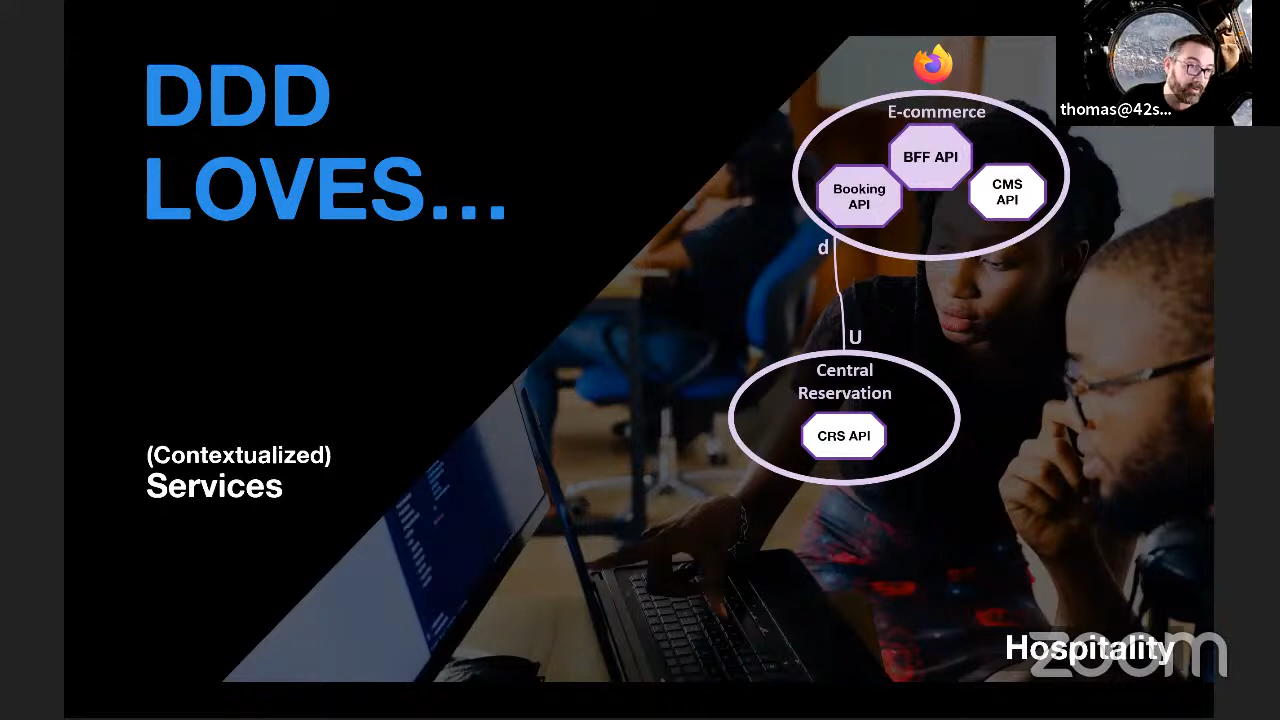 DDD
LOVES...
(Contextualized)
Services
E-commerce
BFF API
Booking
API
CMS
API
d
U
Central
Reservation
CRS API
thomas@42s...
Hospitality
zoom